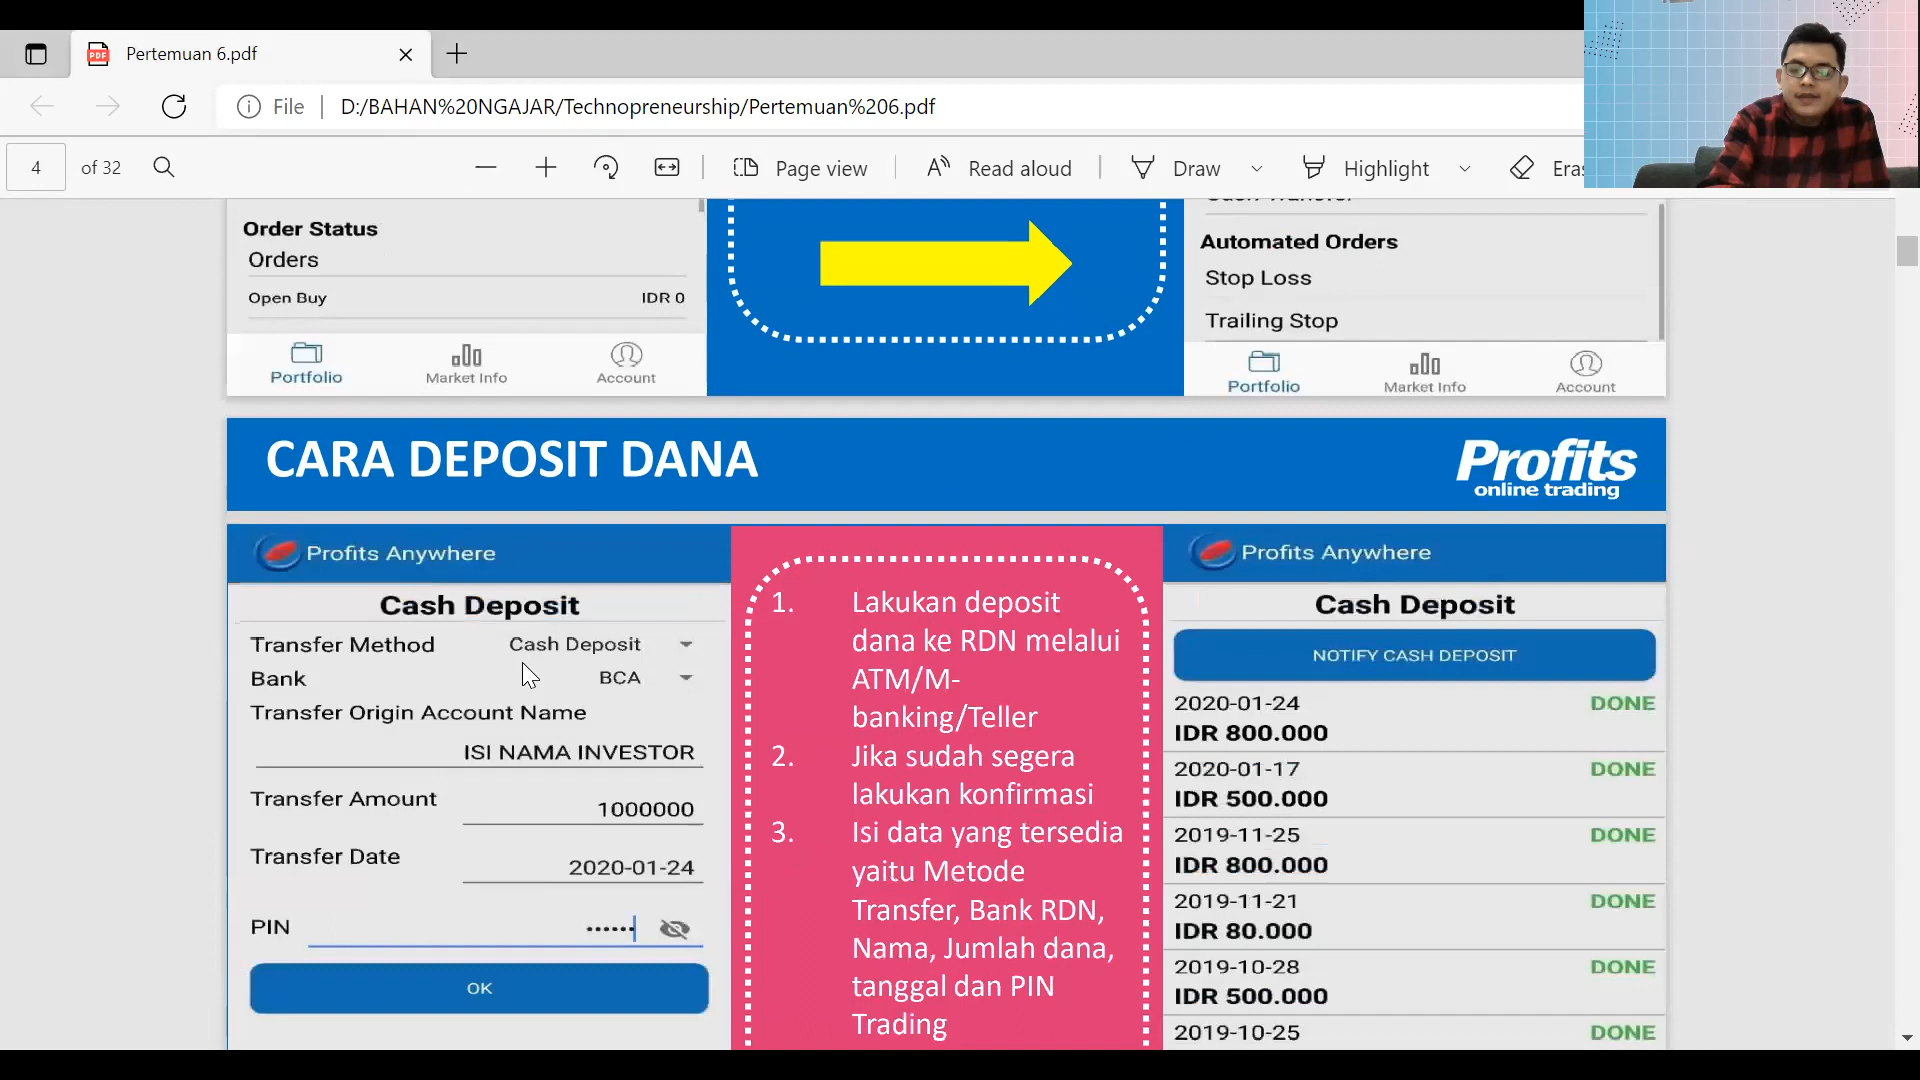 Pertemuan 6.pdf
File
D:/BAHAN%20NGAJAR/Technopreneurship/Pertemuan%206.pdf
4 of 32
Page view
Read aloud
Draw
Highlight
Order Status
Orders
Open Buy IDR 0
Portfolio Market Info Account
Automated Orders
Stop Loss
Trailing Stop
Portfolio Market Info Account
CARA DEPOSIT DANA
Profits
online trading
Profits Anywhere
Cash Deposit
Transfer Method Cash Deposit
Bank BCA
Transfer Origin Account Name
ISI NAMA INVESTOR
Transfer Amount 1000000
Transfer Date 2020-01-24
PIN ••••••
OK
1. Lakukan deposit
dana ke RDN melalui
ATM/M-
banking/Teller
2. Jika sudah segera
lakukan konfirmasi
3. Isi data yang tersedia
yaitu Metode
Transfer, Bank RDN,
Nama, Jumlah dana,
tanggal dan PIN
Trading
Profits Anywhere
Cash Deposit
NOTIFY CASH DEPOSIT
2020-01-24 DONE
IDR 800.000
2020-01-17 DONE
IDR 500.000
2019-11-25 DONE
IDR 800.000
2019-11-21 DONE
IDR 80.000
2019-10-28 DONE
IDR 500.000
2019-10-25 DONE